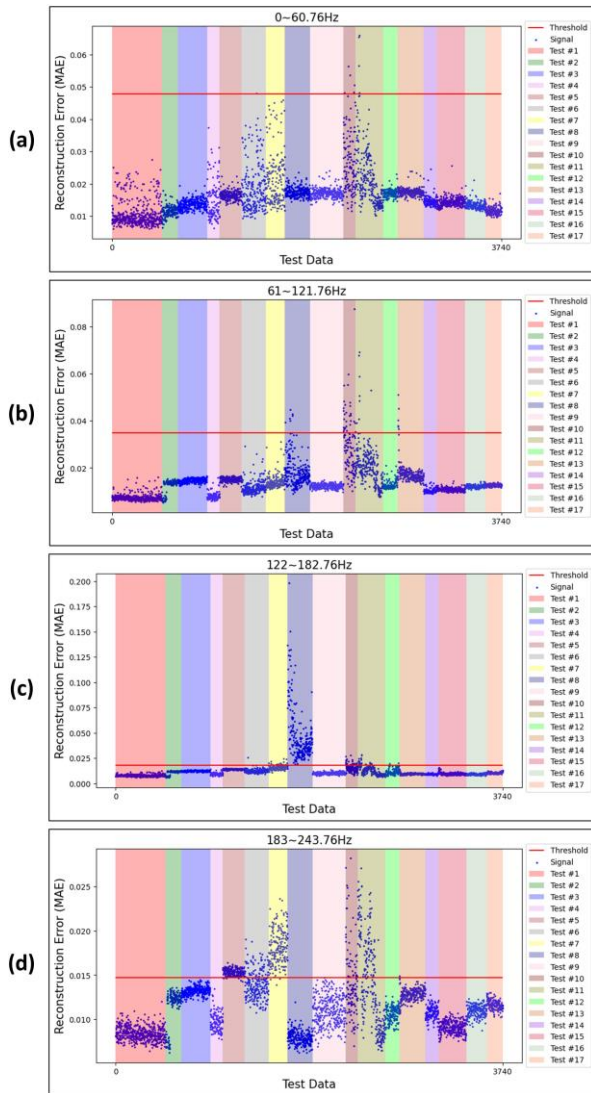 (a)
0~60.76Hz
Reconstruction Error (MAE)
0.06
0.05
0.04
0.03
0.02
0.01
0
3740
Test Data
Threshold
Signal
Test #1
Test #2
Test #3
Test #4
Test #5
Test #6
Test #7
Test #8
Test #9
Test #10
Test #11
Test #12
Test #13
Test #14
Test #15
Test #16
Test #17
(b)
61~121.76Hz
Reconstruction Error (MAE)
0.08
0.06
0.04
0.02
0
3740
Test Data
Threshold
Signal
Test #1
Test #2
Test #3
Test #4
Test #5
Test #6
Test #7
Test #8
Test #9
Test #10
Test #11
Test #12
Test #13
Test #14
Test #15
Test #16
Test #17
(c)
122~182.76Hz
Reconstruction Error (MAE)
0.200
0.175
0.150
0.125
0.100
0.075
0.050
0.025
0.000
0
3740
Test Data
Threshold
Signal
Test #1
Test #2
Test #3
Test #4
Test #5
Test #6
Test #7
Test #8
Test #9
Test #10
Test #11
Test #12
Test #13
Test #14
Test #15
Test #16
Test #17
(d)
183~243.76Hz
Reconstruction Error (MAE)
0.025
0.020
0.015
0.010
0
3740
Test Data
Threshold
Signal
Test #1
Test #2
Test #3
Test #4
Test #5
Test #6
Test #7
Test #8
Test #9
Test #10
Test #11
Test #12
Test #13
Test #14
Test #15
Test #16
Test #17